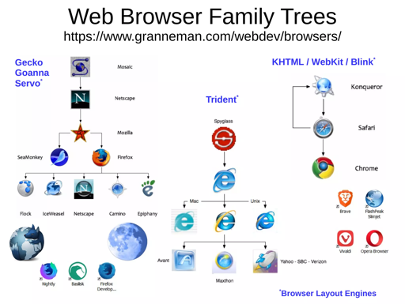 Web Browser Family Trees
https://www.granneman.com/webdev/browsers/
Gecko
Goanna
Servo*
Mosaic
Netscape
Mozilla
SeaMonkey
Firefox
Flock
IceWeasel
Netscape
Camino
Epiphany
Nightly
Basilisk
Firefox
Develop...
Trident*
Spyglass
Mac
Unix
Avant
Yahoo - SBC - Verizon
Maxthon
KHTML / WebKit / Blink*
Konqueror
Safari
Chrome
Brave
FlashPeak
Slimjet
Vivaldi
Opera Browser
*Browser Layout Engines